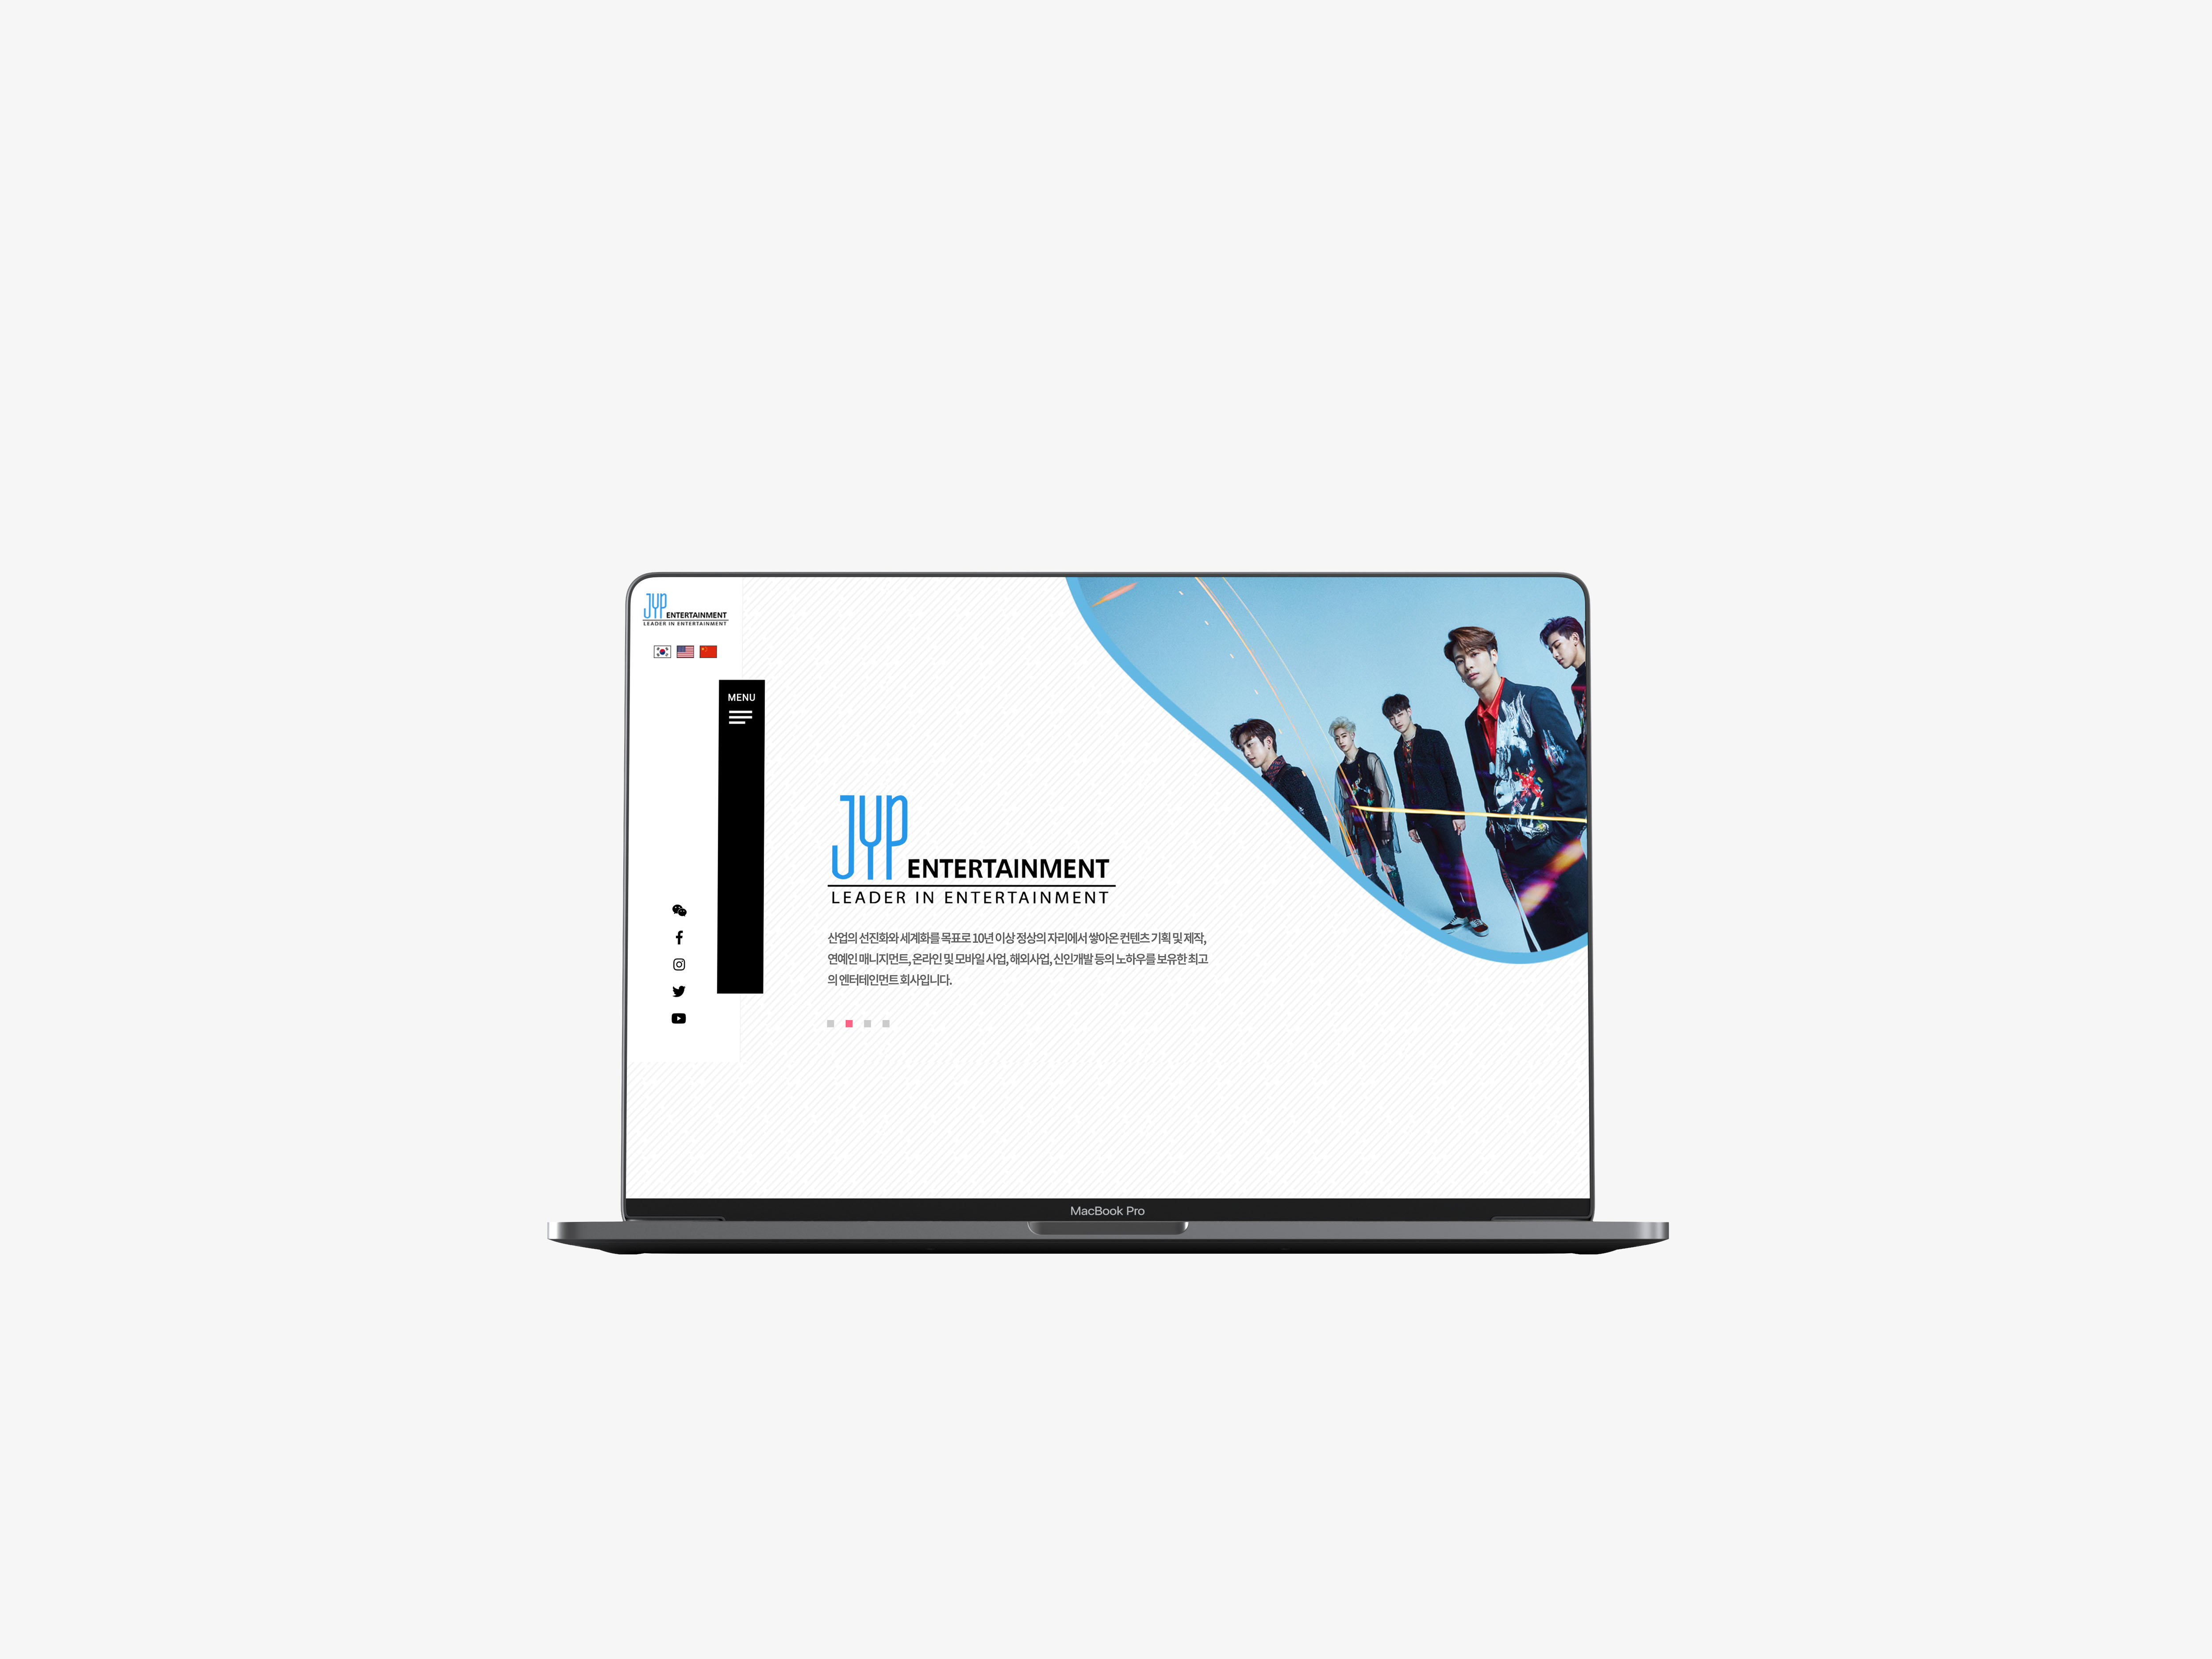 JYP ENTERTAINMENT
LEADER IN ENTERTAINMENT
MENU
JYP ENTERTAINMENT
LEADER IN ENTERTAINMENT
산업의 선진화와 세계화를 목표로 10년 이상 정상의 자리에서 쌓아온 컨텐츠 기획 및 제작,
연예인 매니지먼트, 온라인 및 모바일 사업, 해외사업, 신인개발 등의 노하우를 보유한 최고
의 엔터테인먼트 회사입니다.
MacBook Pro